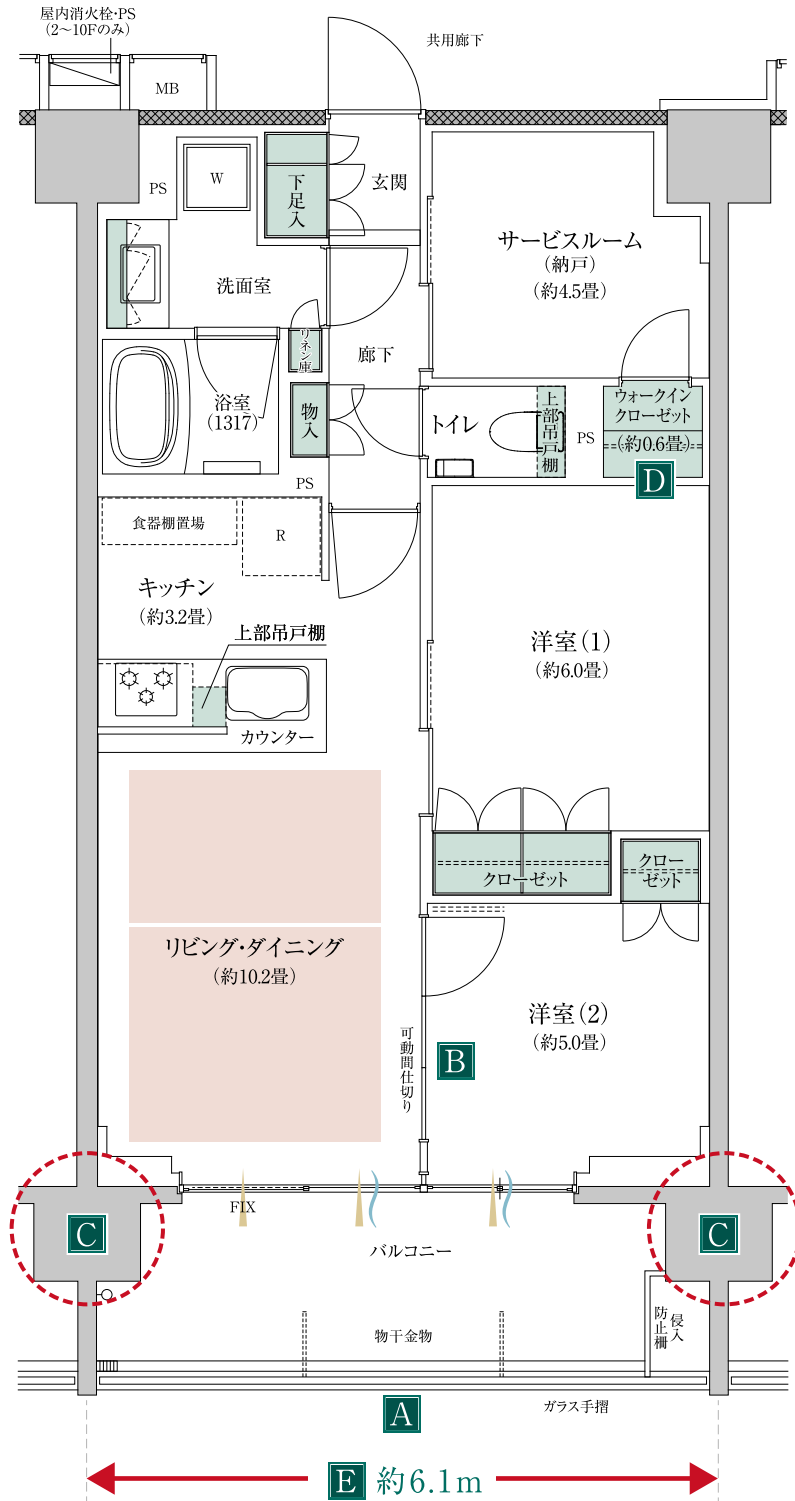 屋内消火栓・PS
(2〜10Fのみ)
共用廊下
MB
PS
W
下足入
玄関
サービスルーム
(納戸)
(約4.5畳)
洗面室
リネン庫
廊下
浴室
(1317)
物入
トイレ
上部吊戸棚
PS
ウォークイン
クローゼット
(約0.6畳)
D
PS
食器棚置場
R
キッチン
(約3.2畳)
上部吊戸棚
カウンター
洋室(1)
(約6.0畳)
クローゼット
クロー
ゼット
リビング・ダイニング
(約10.2畳)
可動間仕切り
B
洋室(2)
(約5.0畳)
C
FIX
C
バルコニー
物干金物
侵入
防止柵
A
ガラス手摺
E 約6.1m